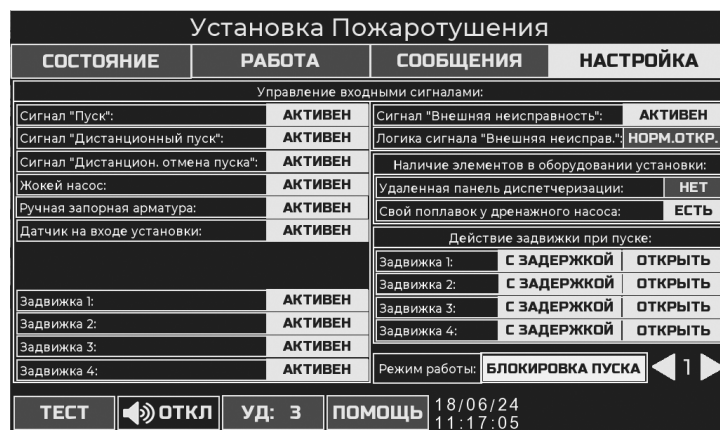 Установка Пожаротушения
СОСТОЯНИЕ РАБОТА СООБЩЕНИЯ НАСТРОЙКА
Управление входными сигналами:
Сигнал "Пуск": АКТИВЕН
Сигнал "Дистанционный пуск": АКТИВЕН
Сигнал "Дистанцион. отмена пуска": АКТИВЕН
Жокей насос: АКТИВЕН
Ручная запорная арматура: АКТИВЕН
Датчик на входе установки: АКТИВЕН
Задвижка 1: АКТИВЕН
Задвижка 2: АКТИВЕН
Задвижка 3: АКТИВЕН
Задвижка 4: АКТИВЕН
Сигнал "Внешняя неисправность": АКТИВЕН
Логика сигнала "Внешняя неисправ.": НОРМ.ОТКР.
Наличие элементов в оборудовании установки:
Удаленная панель диспетчеризации: НЕТ
Свой поплавок у дренажного насоса: ЕСТЬ
Действие задвижки при пуске:
Задвижка 1: С ЗАДЕРЖКОЙ ОТКРЫТЬ
Задвижка 2: С ЗАДЕРЖКОЙ ОТКРЫТЬ
Задвижка 3: С ЗАДЕРЖКОЙ ОТКРЫТЬ
Задвижка 4: С ЗАДЕРЖКОЙ ОТКРЫТЬ
Режим работы: БЛОКИРОВКА ПУСКА 1
ТЕСТ ОТКЛ УД: 3 ПОМОЩЬ 18/06/24
11:17:05